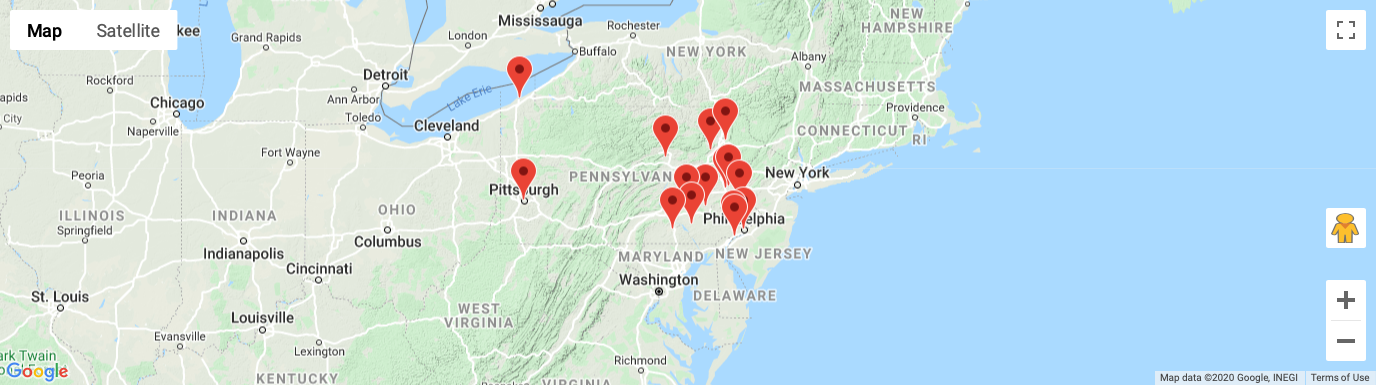 Map
Satellite
kee
Mississauga
Rochester
NEW
HAMPSHIRE
Grand Rapids
London
Buffalo
NEW YORK
Albany
Rockford
Detroit
MASSACHUSETTS
apids
Ann Arbor
Lake Erie
Chicago
Providence
City
Naperville
Toledo
Cleveland
CONNECTICUT
RI
Fort Wayne
Peoria
PENNSYLVAN
New York
Pittsburgh
ILLINOIS
INDIANA
OHIO
Philadelphia
Springfield
Columbus
Indianapolis
MARYLAND
NEW JERSEY
Cincinnati
Washington
St. Louis
DELAWARE
WEST
VIRGINIA
Louisville
Evansville
Lexington
ark Twain
Richmond
Google
KENTUCKY
VIRGINIA
Map data ©2020 Google, INEGI
Terms of Use